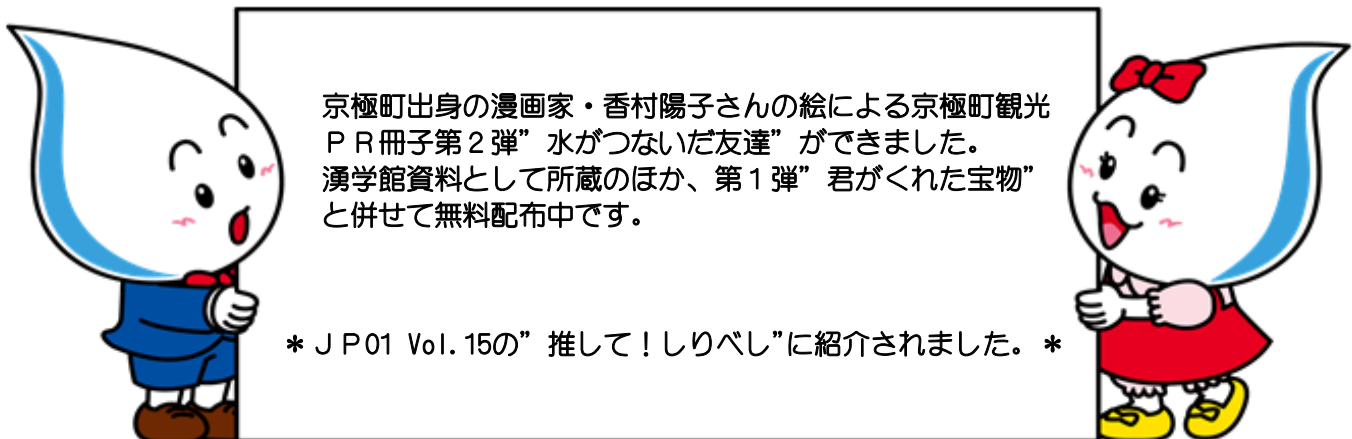 京極町出身の漫画家・香村陽子さんの絵による京極町観光
ＰＲ冊子第２弾”水がつないだ友達”ができました。
湧学館資料として所蔵のほか、第１弾”君がくれた宝物”
と併せて無料配布中です。
＊ＪＰ01 Vol.15の”推して！しりべし”に紹介されました。＊